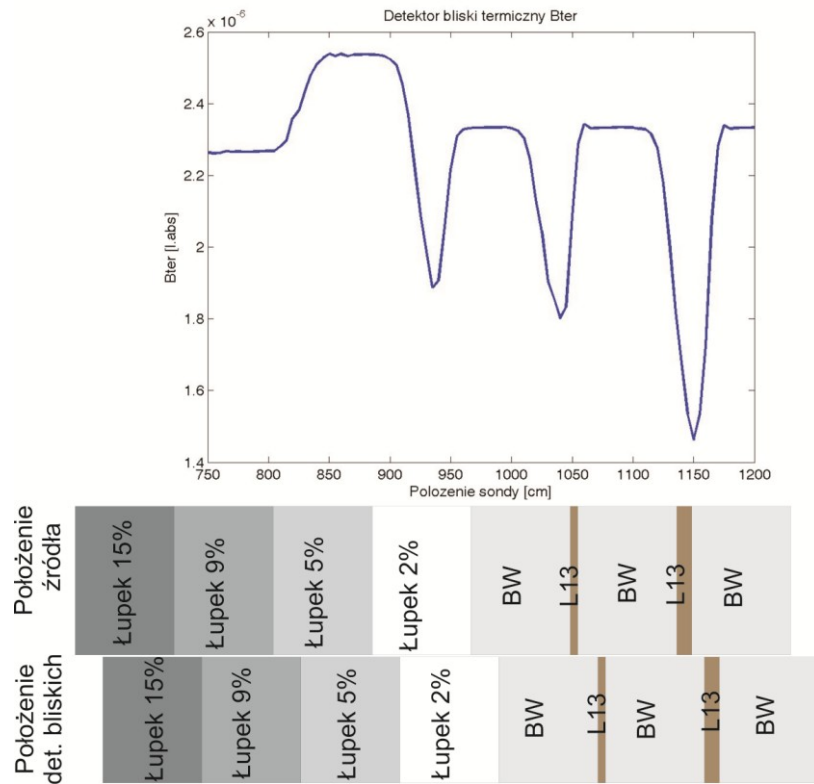 Detektor bliski termiczny Bter
x 10⁻⁶
2.6
2.4
2.2
2
1.8
1.6
1.4
Bter [l.abs]
750 800 850 900 950 1000 1050 1100 1150 1200
Polozenie sondy [cm]
Położenie
źródła
Łupek 15%
Łupek 9%
Łupek 5%
Łupek 2%
BW
L13
BW
L13
BW
Położenie
det. bliskich
Łupek 15%
Łupek 9%
Łupek 5%
Łupek 2%
BW
L13
BW
L13
BW